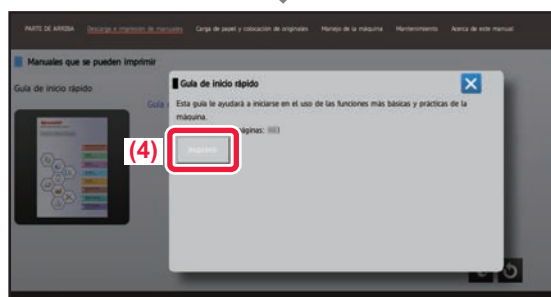 PARTE DE ARRIBA Descarga e impresión de manuales Carga de papel y colocación de originales Manejo de la máquina Mantenimiento Acerca de este manual
Manuales que se pueden imprimir
Guía de inicio rápido
Guía
Guía de inicio rápido
Esta guía le ayudará a iniciarse en el uso de las funciones más básicas y prácticas de la
máquina.
páginas:
(4)
Imprimir